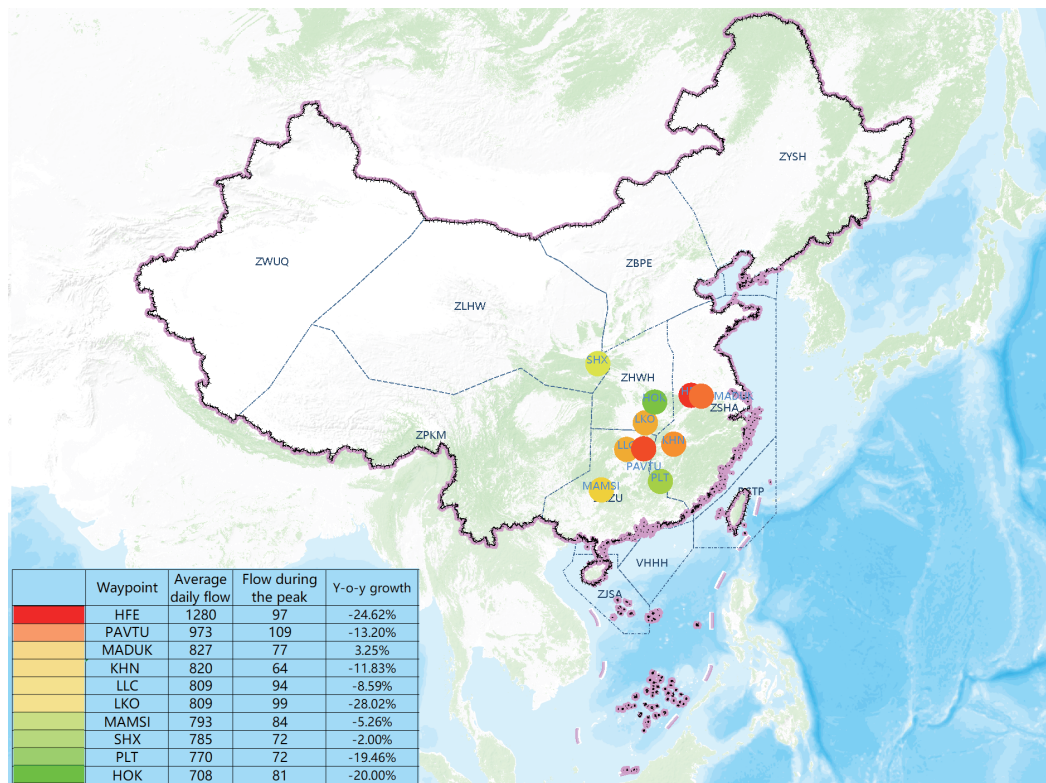 ZYSH
ZWUQ
ZBPE
ZLHW
SHX
ZHWH
HOK
MADUK
ZSHA
LKO
ZPKM
KHN
LLC
PAVTU
PLT
MAMSI
VHHH
ZJSA
Waypoint Average daily flow Flow during the peak Y-o-y growth
HFE 1280 97 -24.62%
PAVTU 973 109 -13.20%
MADUK 827 77 3.25%
KHN 820 64 -11.83%
LLC 809 94 -8.59%
LKO 809 99 -28.02%
MAMSI 793 84 -5.26%
SHX 785 72 -2.00%
PLT 770 72 -19.46%
HOK 708 81 -20.00%